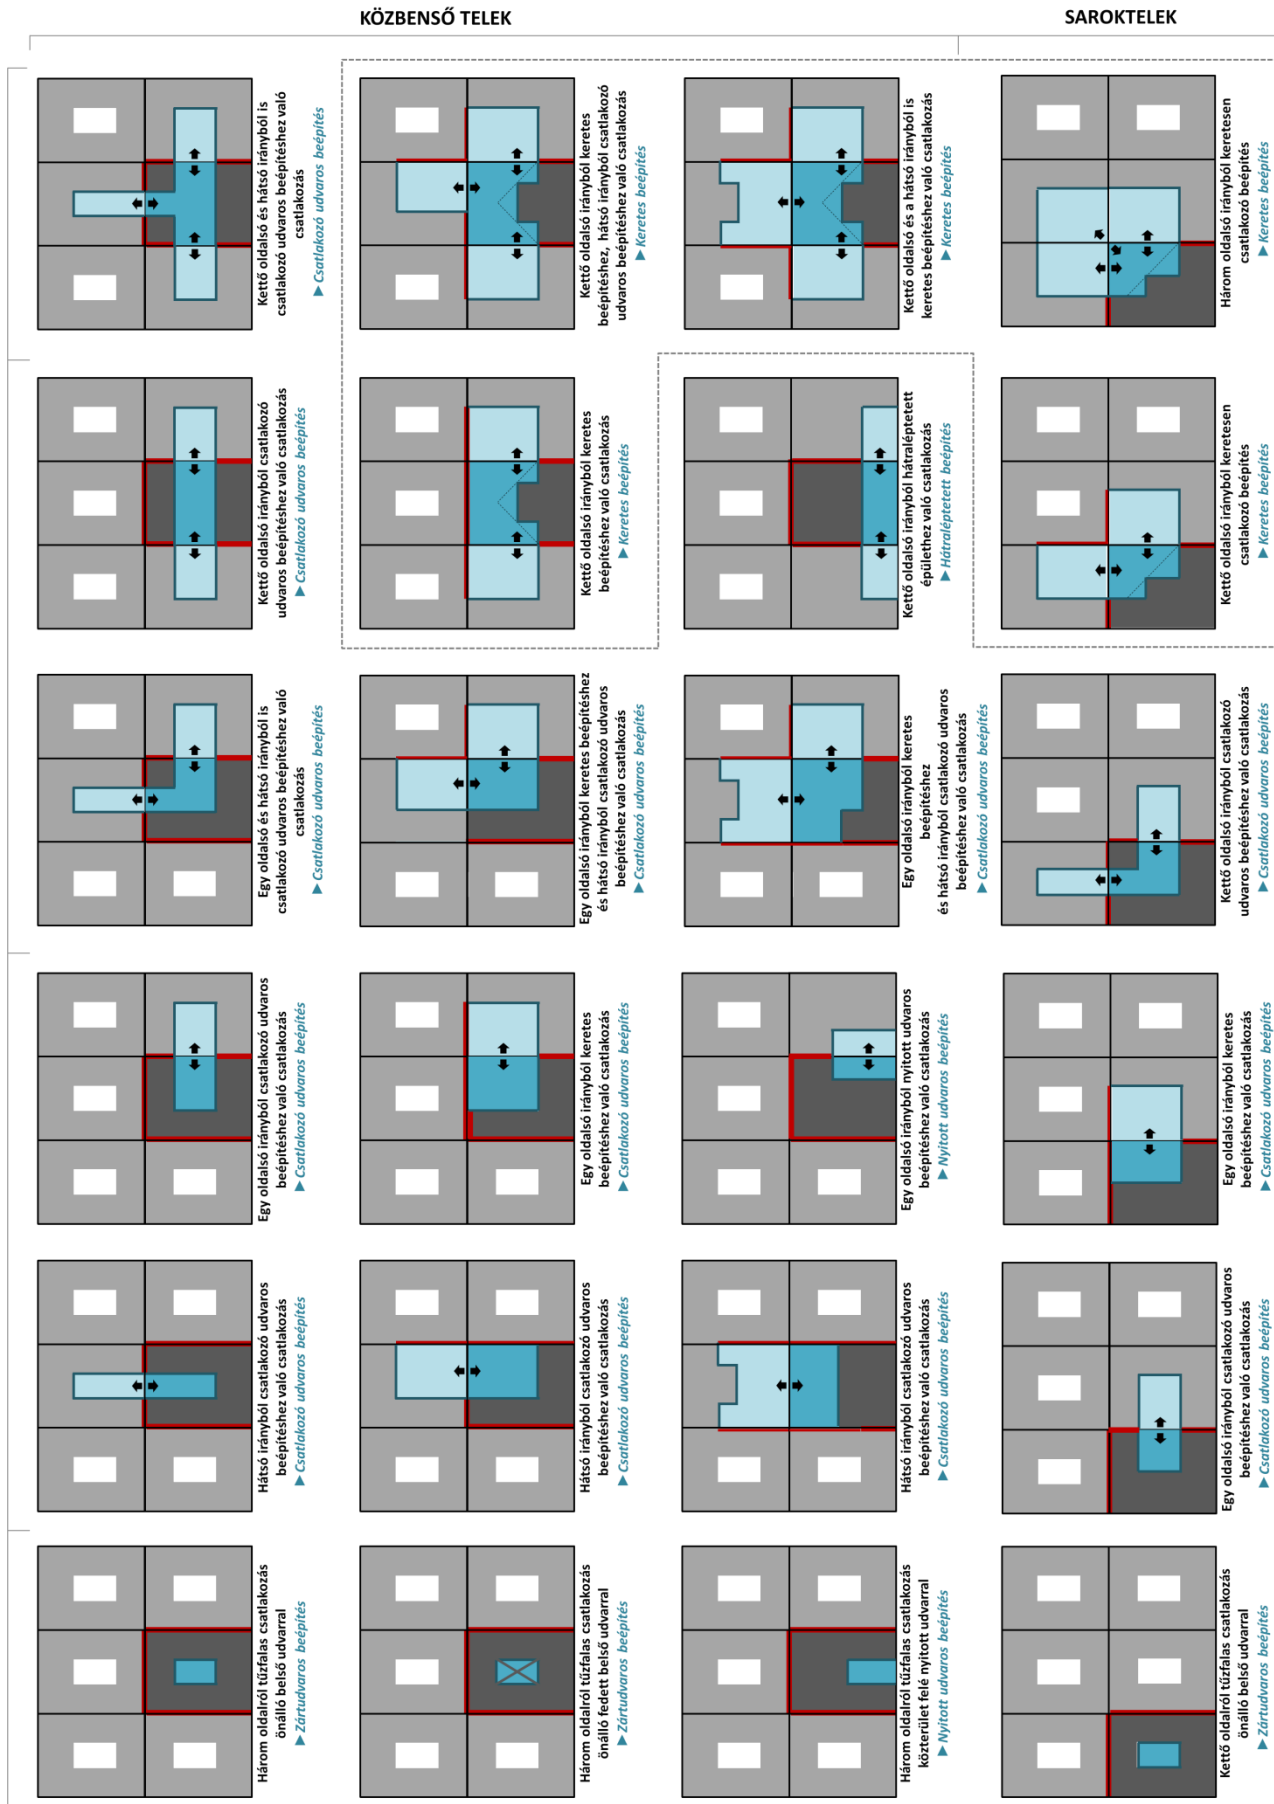 KÖZBENSŐ TELEK
SAROKTELEK
Kettő oldalsó és hátsó irányból is
csatlakozó udvaros beépítéshez való
csatlakozás
▶ Csatlakozó udvaros beépítés
Kettő oldalsó irányból keretes
beépítéshez, hátsó irányból csatlakozó
udvaros beépítéshez való csatlakozás
▶ Keretes beépítés
Kettő oldalsó és a hátsó irányból is
keretes beépítéshez való csatlakozás
▶ Keretes beépítés
Három oldalsó irányból keretesen
csatlakozó beépítés
▶ Keretes beépítés
Kettő oldalsó irányból csatlakozó
udvaros beépítéshez való csatlakozás
▶ Csatlakozó udvaros beépítés
Kettő oldalsó irányból keretes
beépítéshez való csatlakozás
▶ Keretes beépítés
Kettő oldalsó irányból hátraléptetett
épülethez való csatlakozás
▶ Hátraléptetett beépítés
Kettő oldalsó irányból keretesen
csatlakozó beépítés
▶ Keretes beépítés
Egy oldalsó és hátsó irányból is
csatlakozó udvaros beépítéshez való
csatlakozás
▶ Csatlakozó udvaros beépítés
Egy oldalsó irányból keretes beépítéshez
és hátsó irányból csatlakozó udvaros
beépítéshez való csatlakozás
▶ Csatlakozó udvaros beépítés
Egy oldalsó irányból keretes
beépítéshez
és hátsó irányból csatlakozó udvaros
beépítéshez való csatlakozás
▶ Csatlakozó udvaros beépítés
Kettő oldalsó irányból csatlakozó
udvaros beépítéshez való csatlakozás
▶ Csatlakozó udvaros beépítés
Egy oldalsó irányból csatlakozó udvaros
beépítéshez való csatlakozás
▶ Csatlakozó udvaros beépítés
Egy oldalsó irányból keretes
beépítéshez való csatlakozás
▶ Csatlakozó udvaros beépítés
Egy oldalsó irányból nyitott udvaros
beépítéshez való csatlakozás
▶ Nyitott udvaros beépítés
Egy oldalsó irányból keretes
beépítéshez való csatlakozás
▶ Csatlakozó udvaros beépítés
Hátsó irányból csatlakozó udvaros
beépítéshez való csatlakozás
▶ Csatlakozó udvaros beépítés
Hátsó irányból csatlakozó udvaros
beépítéshez való csatlakozás
▶ Csatlakozó udvaros beépítés
Hátsó irányból csatlakozó udvaros
beépítéshez való csatlakozás
▶ Csatlakozó udvaros beépítés
Egy oldalsó irányból csatlakozó udvaros
beépítéshez való csatlakozás
▶ Csatlakozó udvaros beépítés
Három oldalról tűzfalas csatlakozás
önálló belső udvarral
▶ Zártudvaros beépítés
Három oldalról tűzfalas csatlakozás
önálló fedett belső udvarral
▶ Zártudvaros beépítés
Három oldalról tűzfalas csatlakozás
közterület felé nyitott udvarral
▶ Nyitott udvaros beépítés
Kettő oldalról tűzfalas csatlakozás
önálló belső udvarral
▶ Zártudvaros beépítés